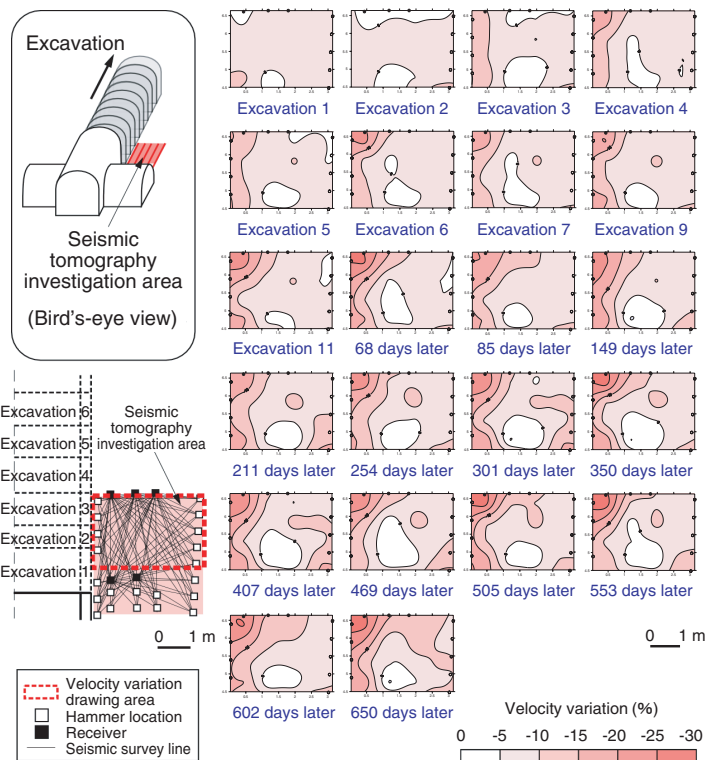 Excavation
Seismic
tomography
investigation area
(Bird's-eye view)
Excavation 1
Excavation 2
Excavation 3
Excavation 4
Excavation 5
Excavation 6
Excavation 7
Excavation 9
Excavation 11
68 days later
85 days later
149 days later
211 days later
254 days later
301 days later
350 days later
407 days later
469 days later
505 days later
553 days later
602 days later
650 days later
Excavation 6
Excavation 5
Excavation 4
Excavation 3
Excavation 2
Excavation 1
Seismic
tomography
investigation area
0 1 m
Velocity variation
drawing area
Hammer location
Receiver
Seismic survey line
0 1 m
Velocity variation (%)
0 -5 -10 -15 -20 -25 -30